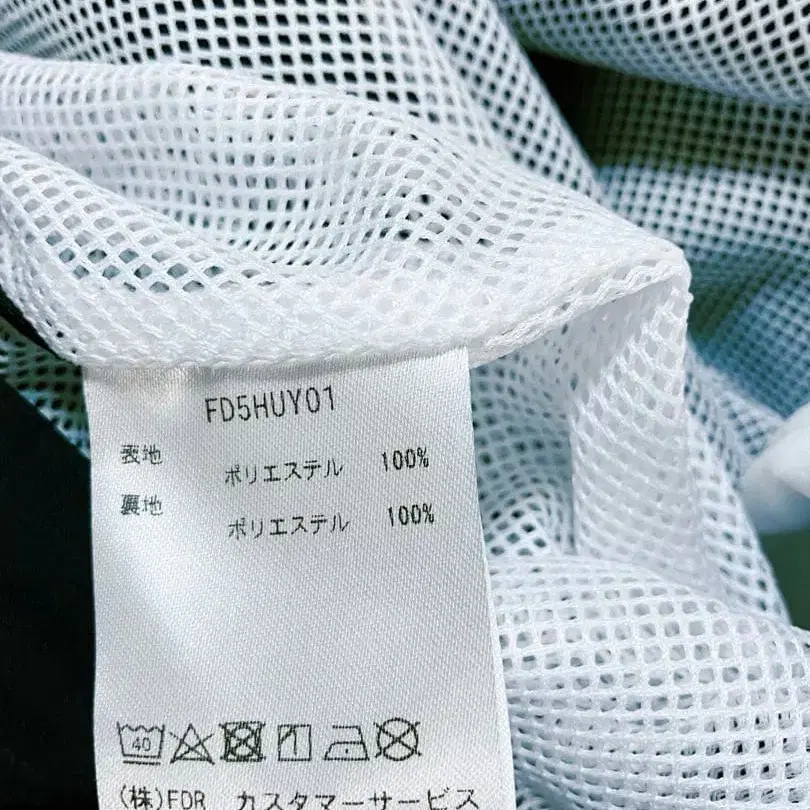 FD5HUY01
表地 ポリエステル 100%
裏地 ポリエステル 100%
40
(株)FDR カスタマーサービス